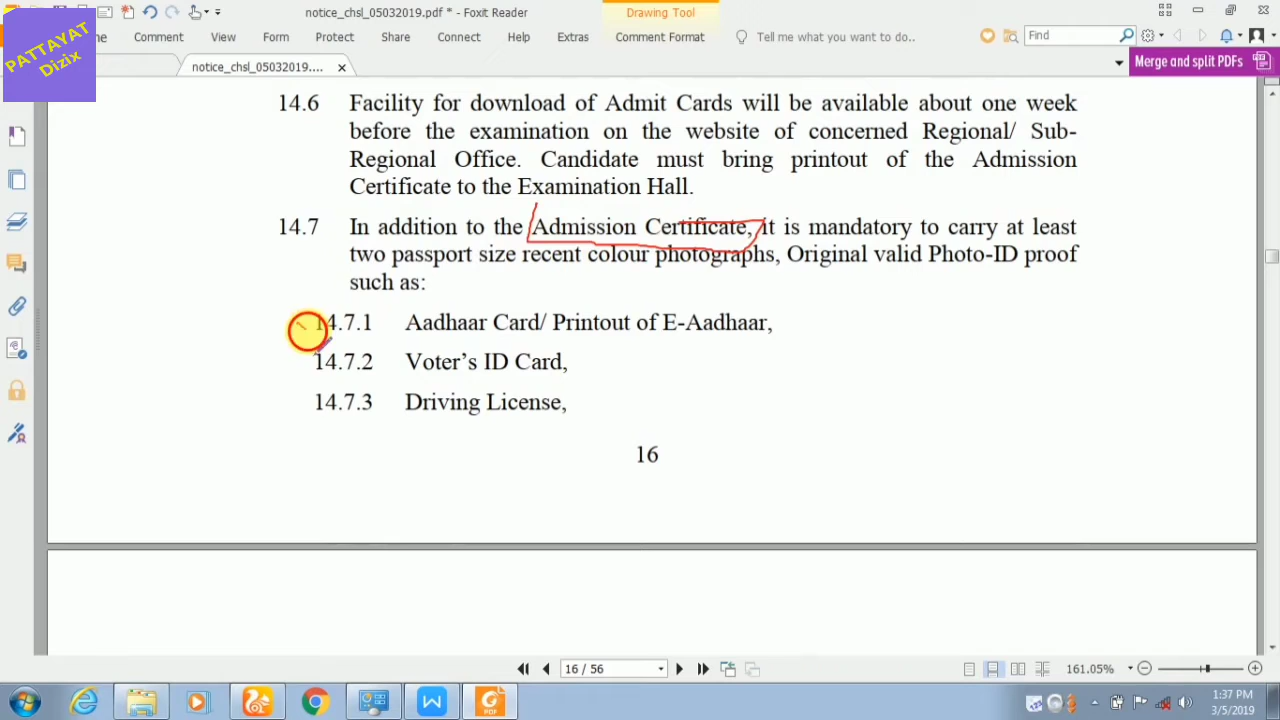 notice_chsl_05032019.pdf * - Foxit Reader
Drawing Tool
PATTAYAT
Dizix
me
Comment
View
Form
Protect
Share
Connect
Help
Extras
Comment Format
Tell me what you want to do..
Find
notice_chsl_05032019....
Merge and split PDFs
14.6 Facility for download of Admit Cards will be available about one week
before the examination on the website of concerned Regional/ Sub-
Regional Office. Candidate must bring printout of the Admission
Certificate to the Examination Hall.
14.7 In addition to the Admission Certificate, it is mandatory to carry at least
two passport size recent colour photographs, Original valid Photo-ID proof
such as:
14.7.1 Aadhaar Card/ Printout of E-Aadhaar,
14.7.2 Voter's ID Card,
14.7.3 Driving License,
16
16 / 56
161.05%
W
PDF
1:37 PM
3/5/2019